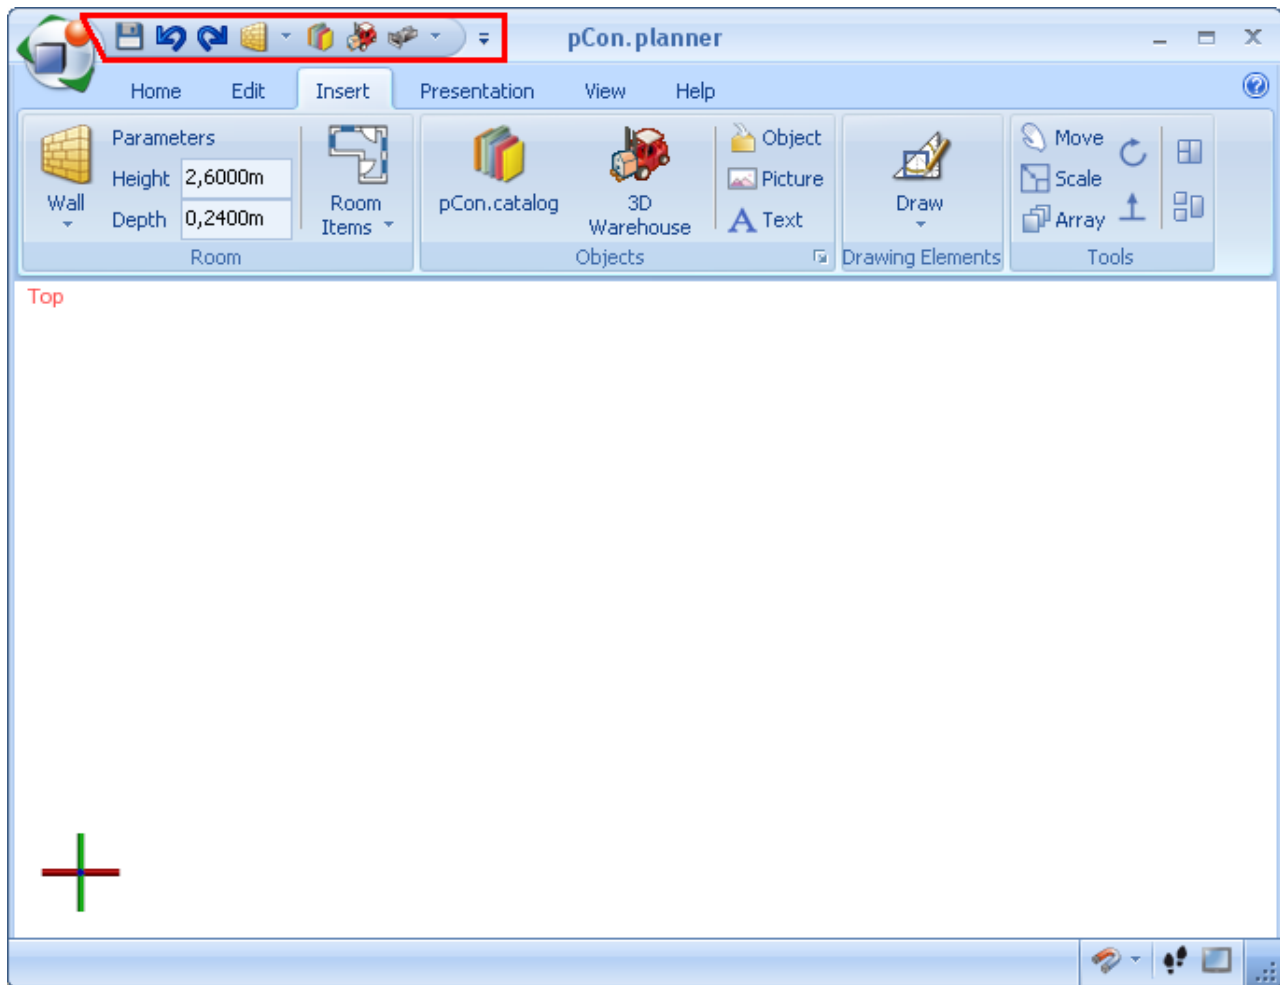 pCon.planner
Home Edit Insert Presentation View Help
Wall
Parameters
Height 2,6000m
Depth 0,2400m
Room
Items
Room
pCon.catalog
3D
Warehouse
Object
Picture
Text
Objects
Draw
Drawing Elements
Move
Scale
Array
Tools
Top